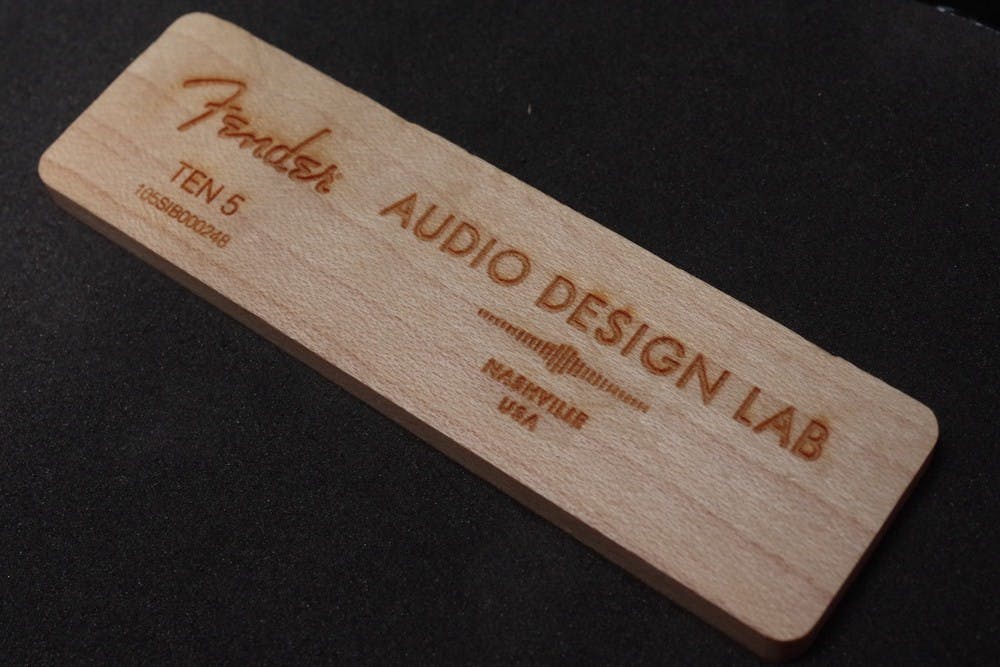 Fender
TEN 5
105SIB000248
AUDIO DESIGN LAB
NASHVILLE
USA